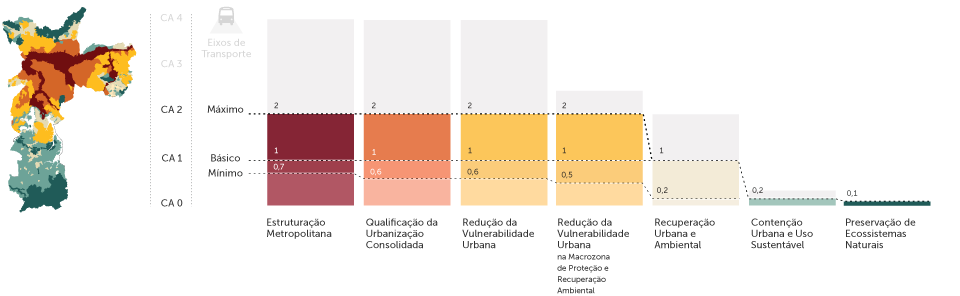 CA 4
Eixos de
Transporte
CA 3
CA 2
Máximo
2
2
2
2
CA 1
Básico
1
1
1
1
1
Mínimo
0,7
0,6
0,6
0,5
0,2
0,2
0,1
CA 0
Estruturação
Metropolitana
Qualificação da
Urbanização
Consolidada
Redução da
Vulnerabilidade
Urbana
Redução da
Vulnerabilidade
Urbana
na Macrozona
de Proteção e
Recuperação
Ambiental
Recuperação
Urbana e
Ambiental
Contenção
Urbana e Uso
Sustentável
Preservação de
Ecossistemas
Naturais